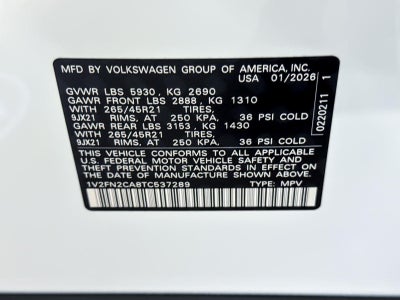 MFD BY VOLKSWAGEN GROUP OF AMERICA, INC.
USA 01/2026
GVWR LBS 5930, KG 2690
GAWR FRONT LBS 2888, KG 1310
WITH 265/45R21 TIRES,
9JX21 RIMS, AT 250 KPA, 36 PSI COLD
GAWR REAR LBS 3153, KG 1430
WITH 265/45R21 TIRES,
9JX21 RIMS, AT 250 KPA, 36 PSI COLD
THIS VEHICLE CONFORMS TO ALL APPLICABLE
U.S. FEDERAL MOTOR VEHICLE SAFETY AND
THEFT PREVENTION STANDARDS IN EFFECT ON
THE DATE OF MANUFACTURE SHOWN ABOVE.
1V2FN2CA8TC537289 TYPE: MPV
0220211 1